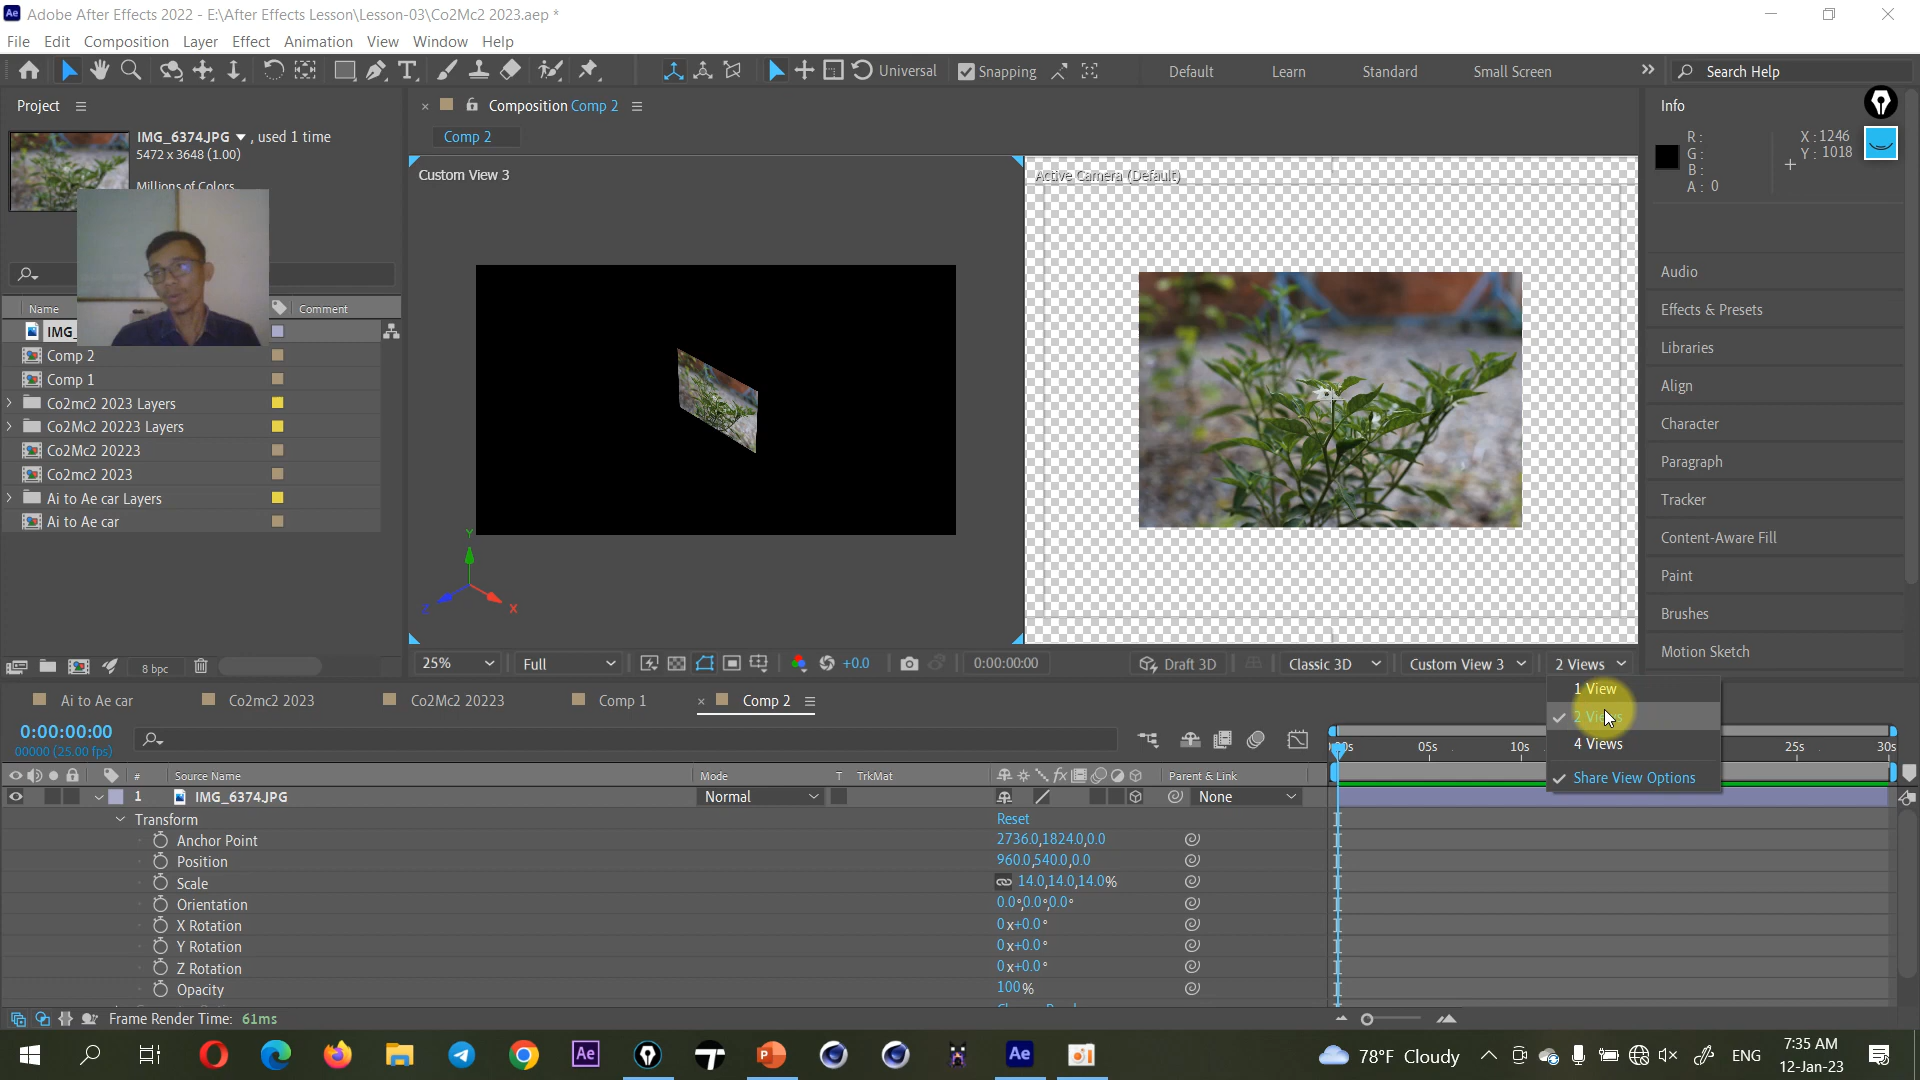 Adobe After Effects 2022 - E:\After Effects Lesson\Lesson-03\Co2Mc2 2023.aep *
File Edit Composition Layer Effect Animation View Window Help
Universal Snapping Default Learn Standard Small Screen Search Help
Project
IMG_6374.JPG , used 1 time
5472 x 3648 (1.00)
Millions of Colors
Name Comment
IMG_
Comp 2
Comp 1
Co2mc2 2023 Layers
Co2Mc2 20223 Layers
Co2Mc2 20223
Co2mc2 2023
Ai to Ae car Layers
Ai to Ae car
8 bpc
Composition Comp 2
Comp 2
Custom View 3
Active Camera (Default)
Y
Z
X
25% Full +0.0 0:00:00:00 Draft 3D Classic 3D Custom View 3 2 Views
1 View
2 Views
4 Views
Share View Options
Info
R:
G:
B:
A: 0
X: 1246
Y: 1018
Audio
Effects & Presets
Libraries
Align
Character
Paragraph
Tracker
Content-Aware Fill
Paint
Brushes
Motion Sketch
Ai to Ae car Co2mc2 2023 Co2Mc2 20223 Comp 1 Comp 2
0:00:00:00
00000 (25.00 fps)
05s 10s 25s 30s
# Source Name Mode T TrkMat fx Parent & Link
1 IMG_6374.JPG Normal None
Transform Reset
Anchor Point 2736.0,1824.0,0.0
Position 960.0,540.0,0.0
Scale 14.0,14.0,14.0%
Orientation 0.0°,0.0°,0.0°
X Rotation 0x+0.0°
Y Rotation 0x+0.0°
Z Rotation 0x+0.0°
Opacity 100%
Frame Render Time: 61ms
78°F Cloudy ENG
7:35 AM
12-Jan-23